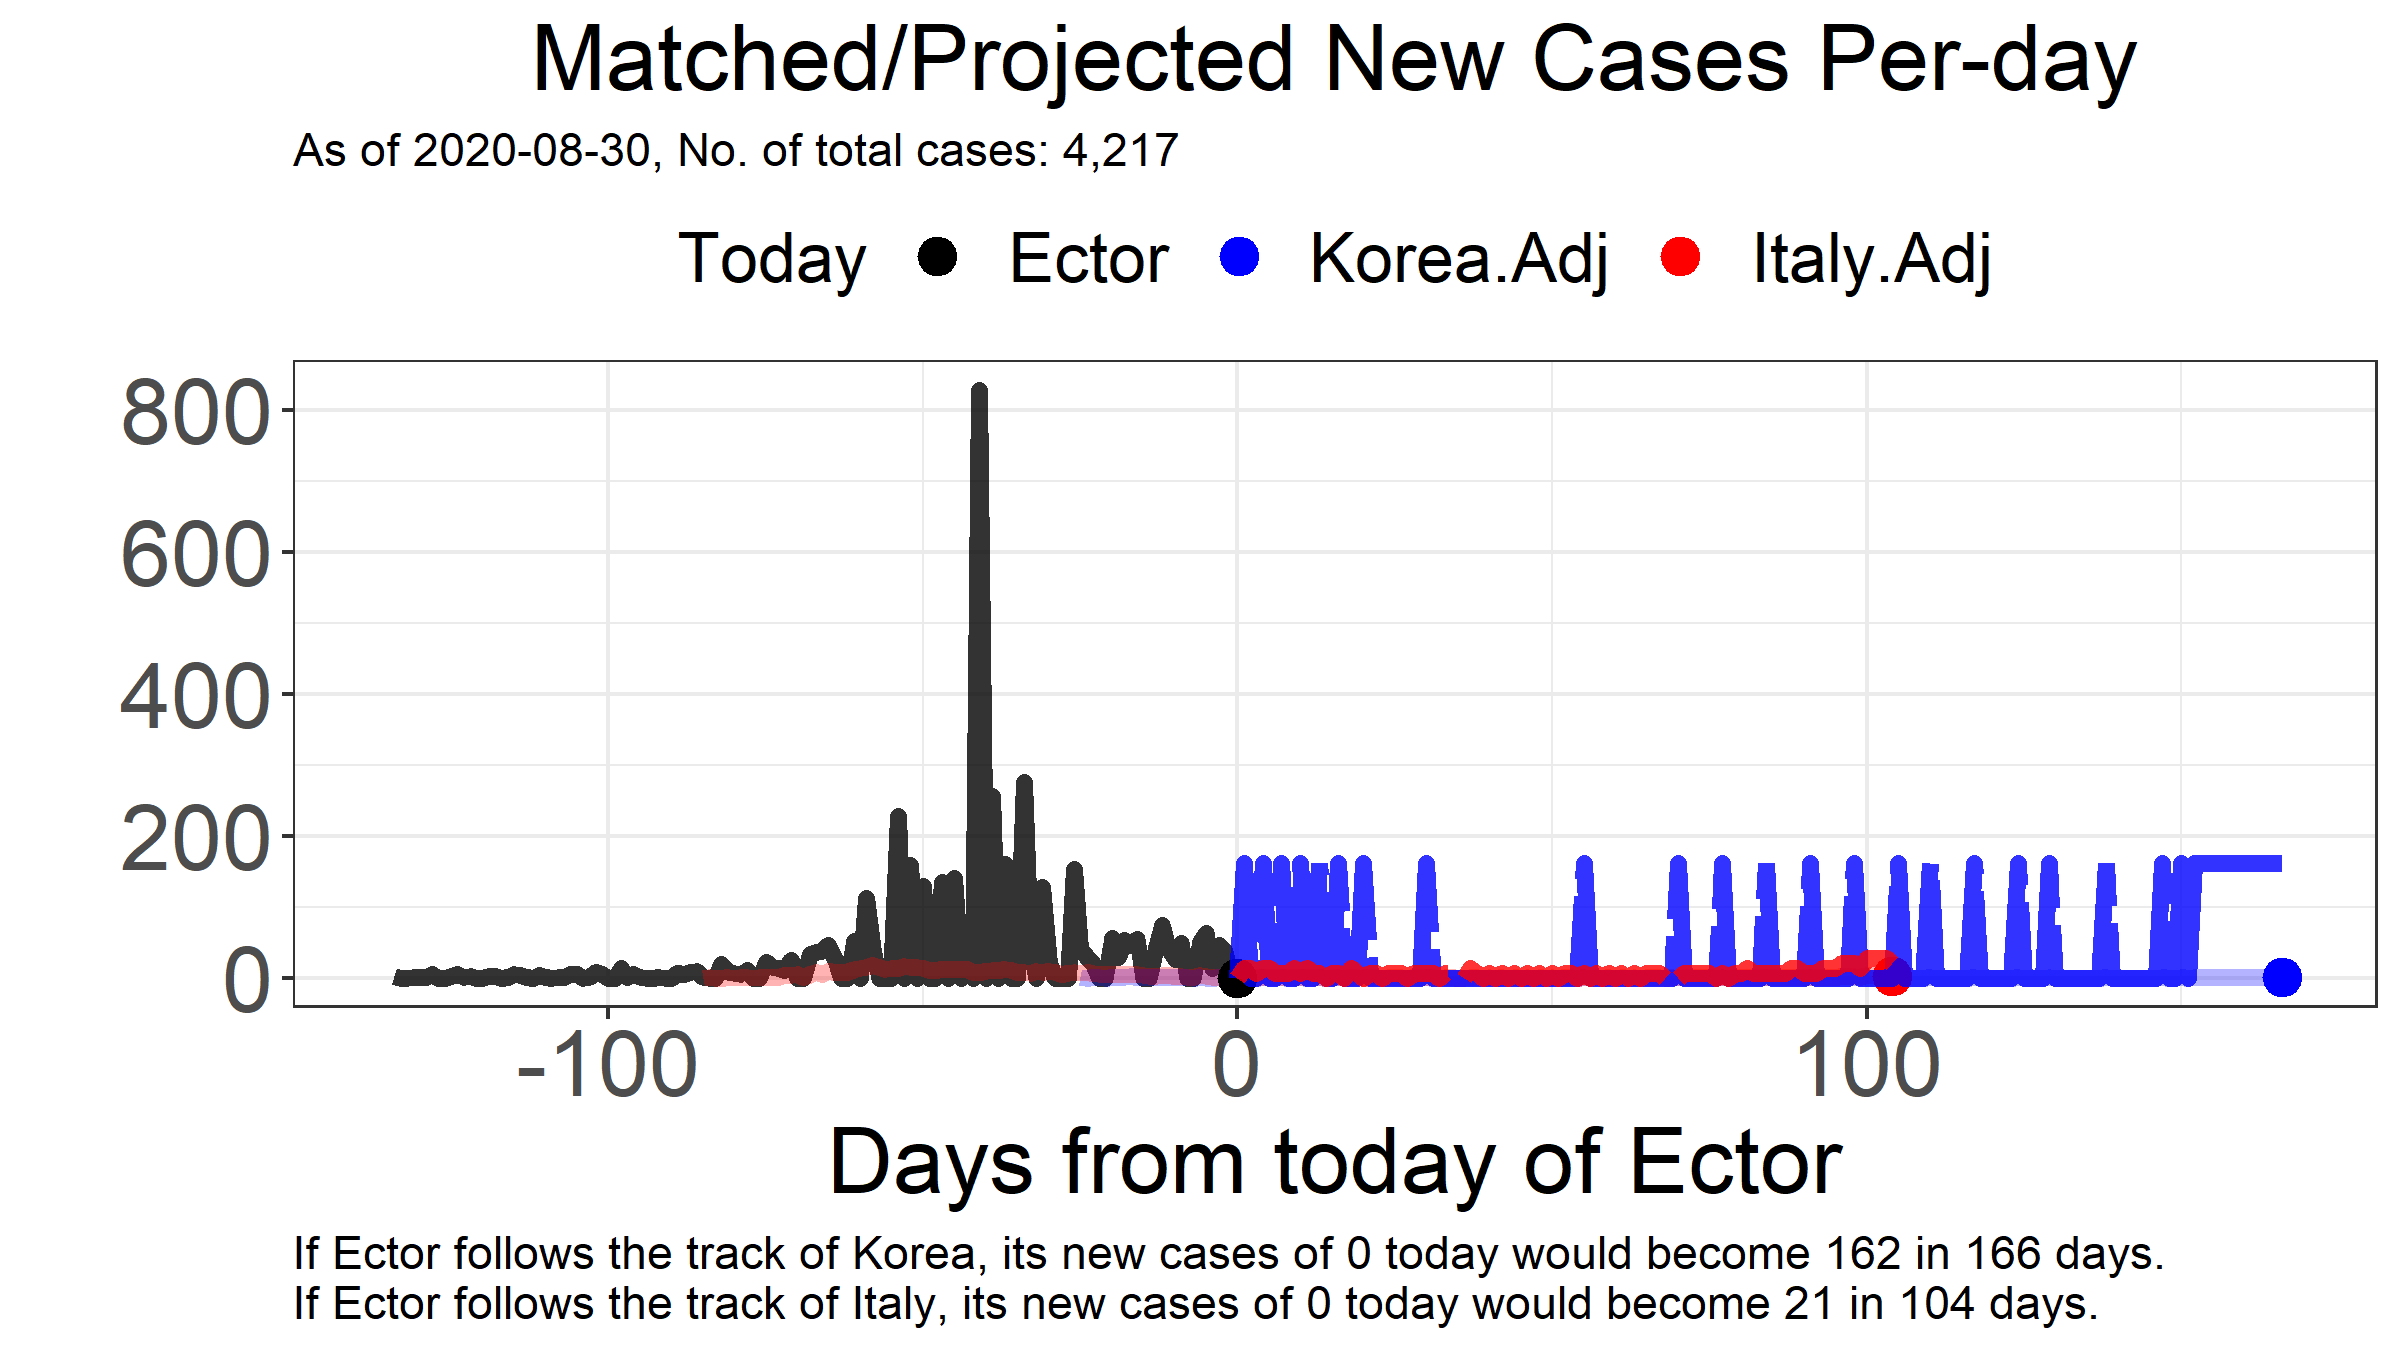 Matched/Projected New Cases Per-day
As of 2020-08-30, No. of total cases: 4,217
Today Ector Korea.Adj Italy.Adj
800
600
400
200
0
-100 0 100
Days from today of Ector
If Ector follows the track of Korea, its new cases of 0 today would become 162 in 166 days.
If Ector follows the track of Italy, its new cases of 0 today would become 21 in 104 days.